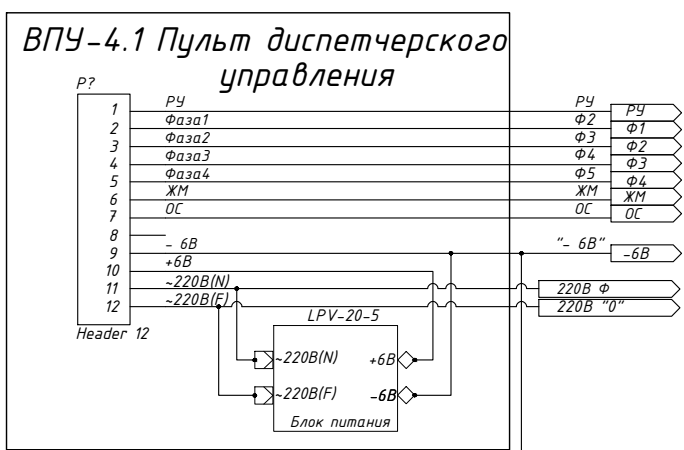 ВПУ-4.1 Пульт диспетчерского
управления
P?
1 РУ РУ РУ
2 Фаза1 Ф2 Ф1
3 Фаза2 Ф3 Ф2
4 Фаза3 Ф4 Ф3
5 Фаза4 Ф5 Ф4
6 ЖМ ЖМ ЖМ
7 ОС ОС ОС
8
9 - 6В "- 6В" -6В
10 +6В
11 ~220В(N) 220В Ф
12 ~220В(F) 220В "0"
Header 12
LPV-20-5
~220В(N) +6В
~220В(F) -6В
Блок питания